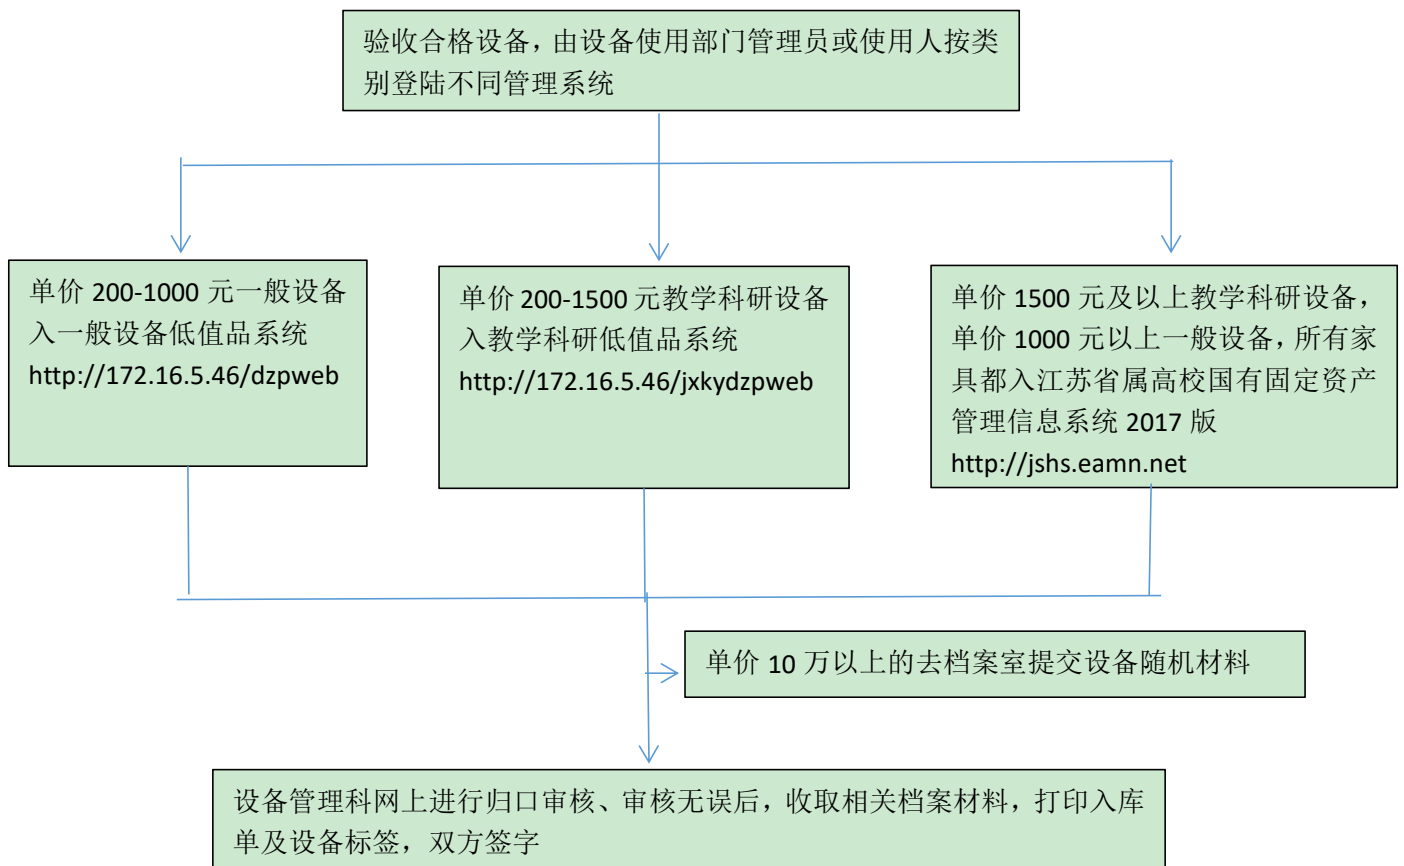 验收合格设备，由设备使用部门管理员或使用人按类
别登陆不同管理系统
单价 200-1000 元一般设备
入一般设备低值品系统
http://172.16.5.46/dzpweb
单价 200-1500 元教学科研设备
入教学科研低值品系统
http://172.16.5.46/jxkydzpweb
单价 1500 元及以上教学科研设备，
单价 1000 元以上一般设备，所有家
具都入江苏省属高校国有固定资产
管理信息系统 2017 版
http://jshs.eamn.net
单价 10 万以上的去档案室提交设备随机材料
设备管理科网上进行归口审核、审核无误后，收取相关档案材料，打印入库
单及设备标签，双方签字